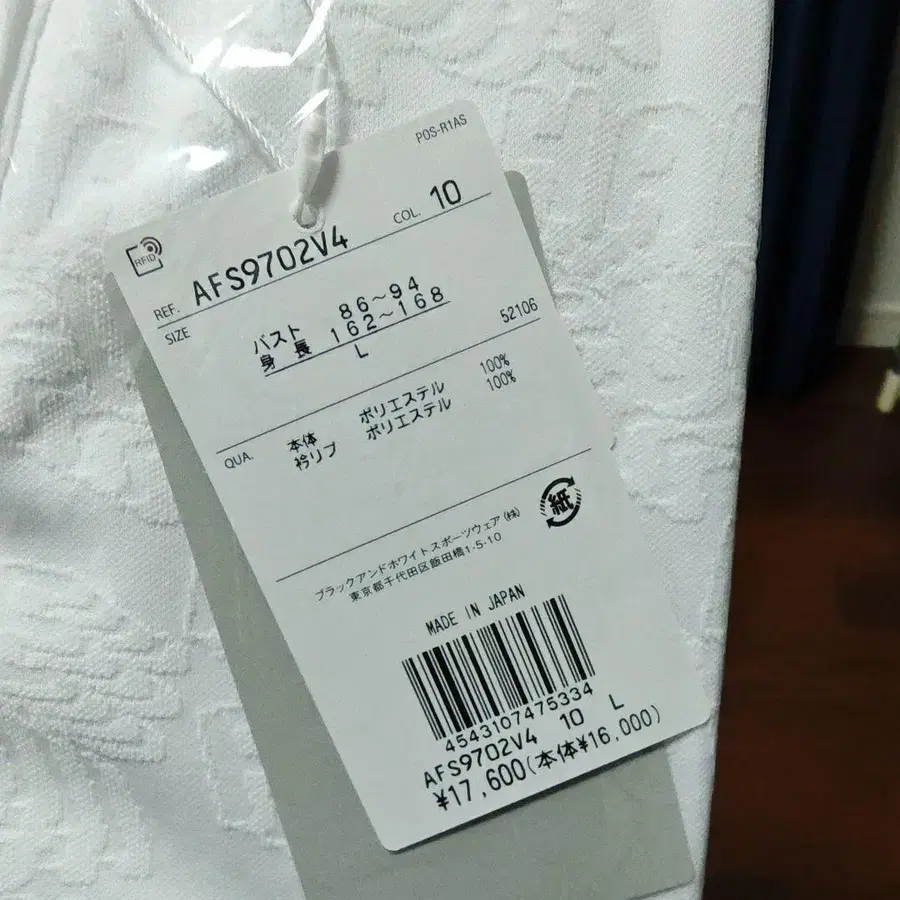 POS-R1AS
RFID
REF. AFS9702V4 COL. 10
SIZE
バスト 86~94
身長 162~168
L
52106
QUA. 本体 ポリエステル 100%
衿リブ ポリエステル 100%
紙
ブラックアンドホワイトスポーツウェア(株)
東京都千代田区飯田橋1-5-10
MADE IN JAPAN
4543107475334
AFS9702V4 10 L
¥17,600(本体¥16,000)